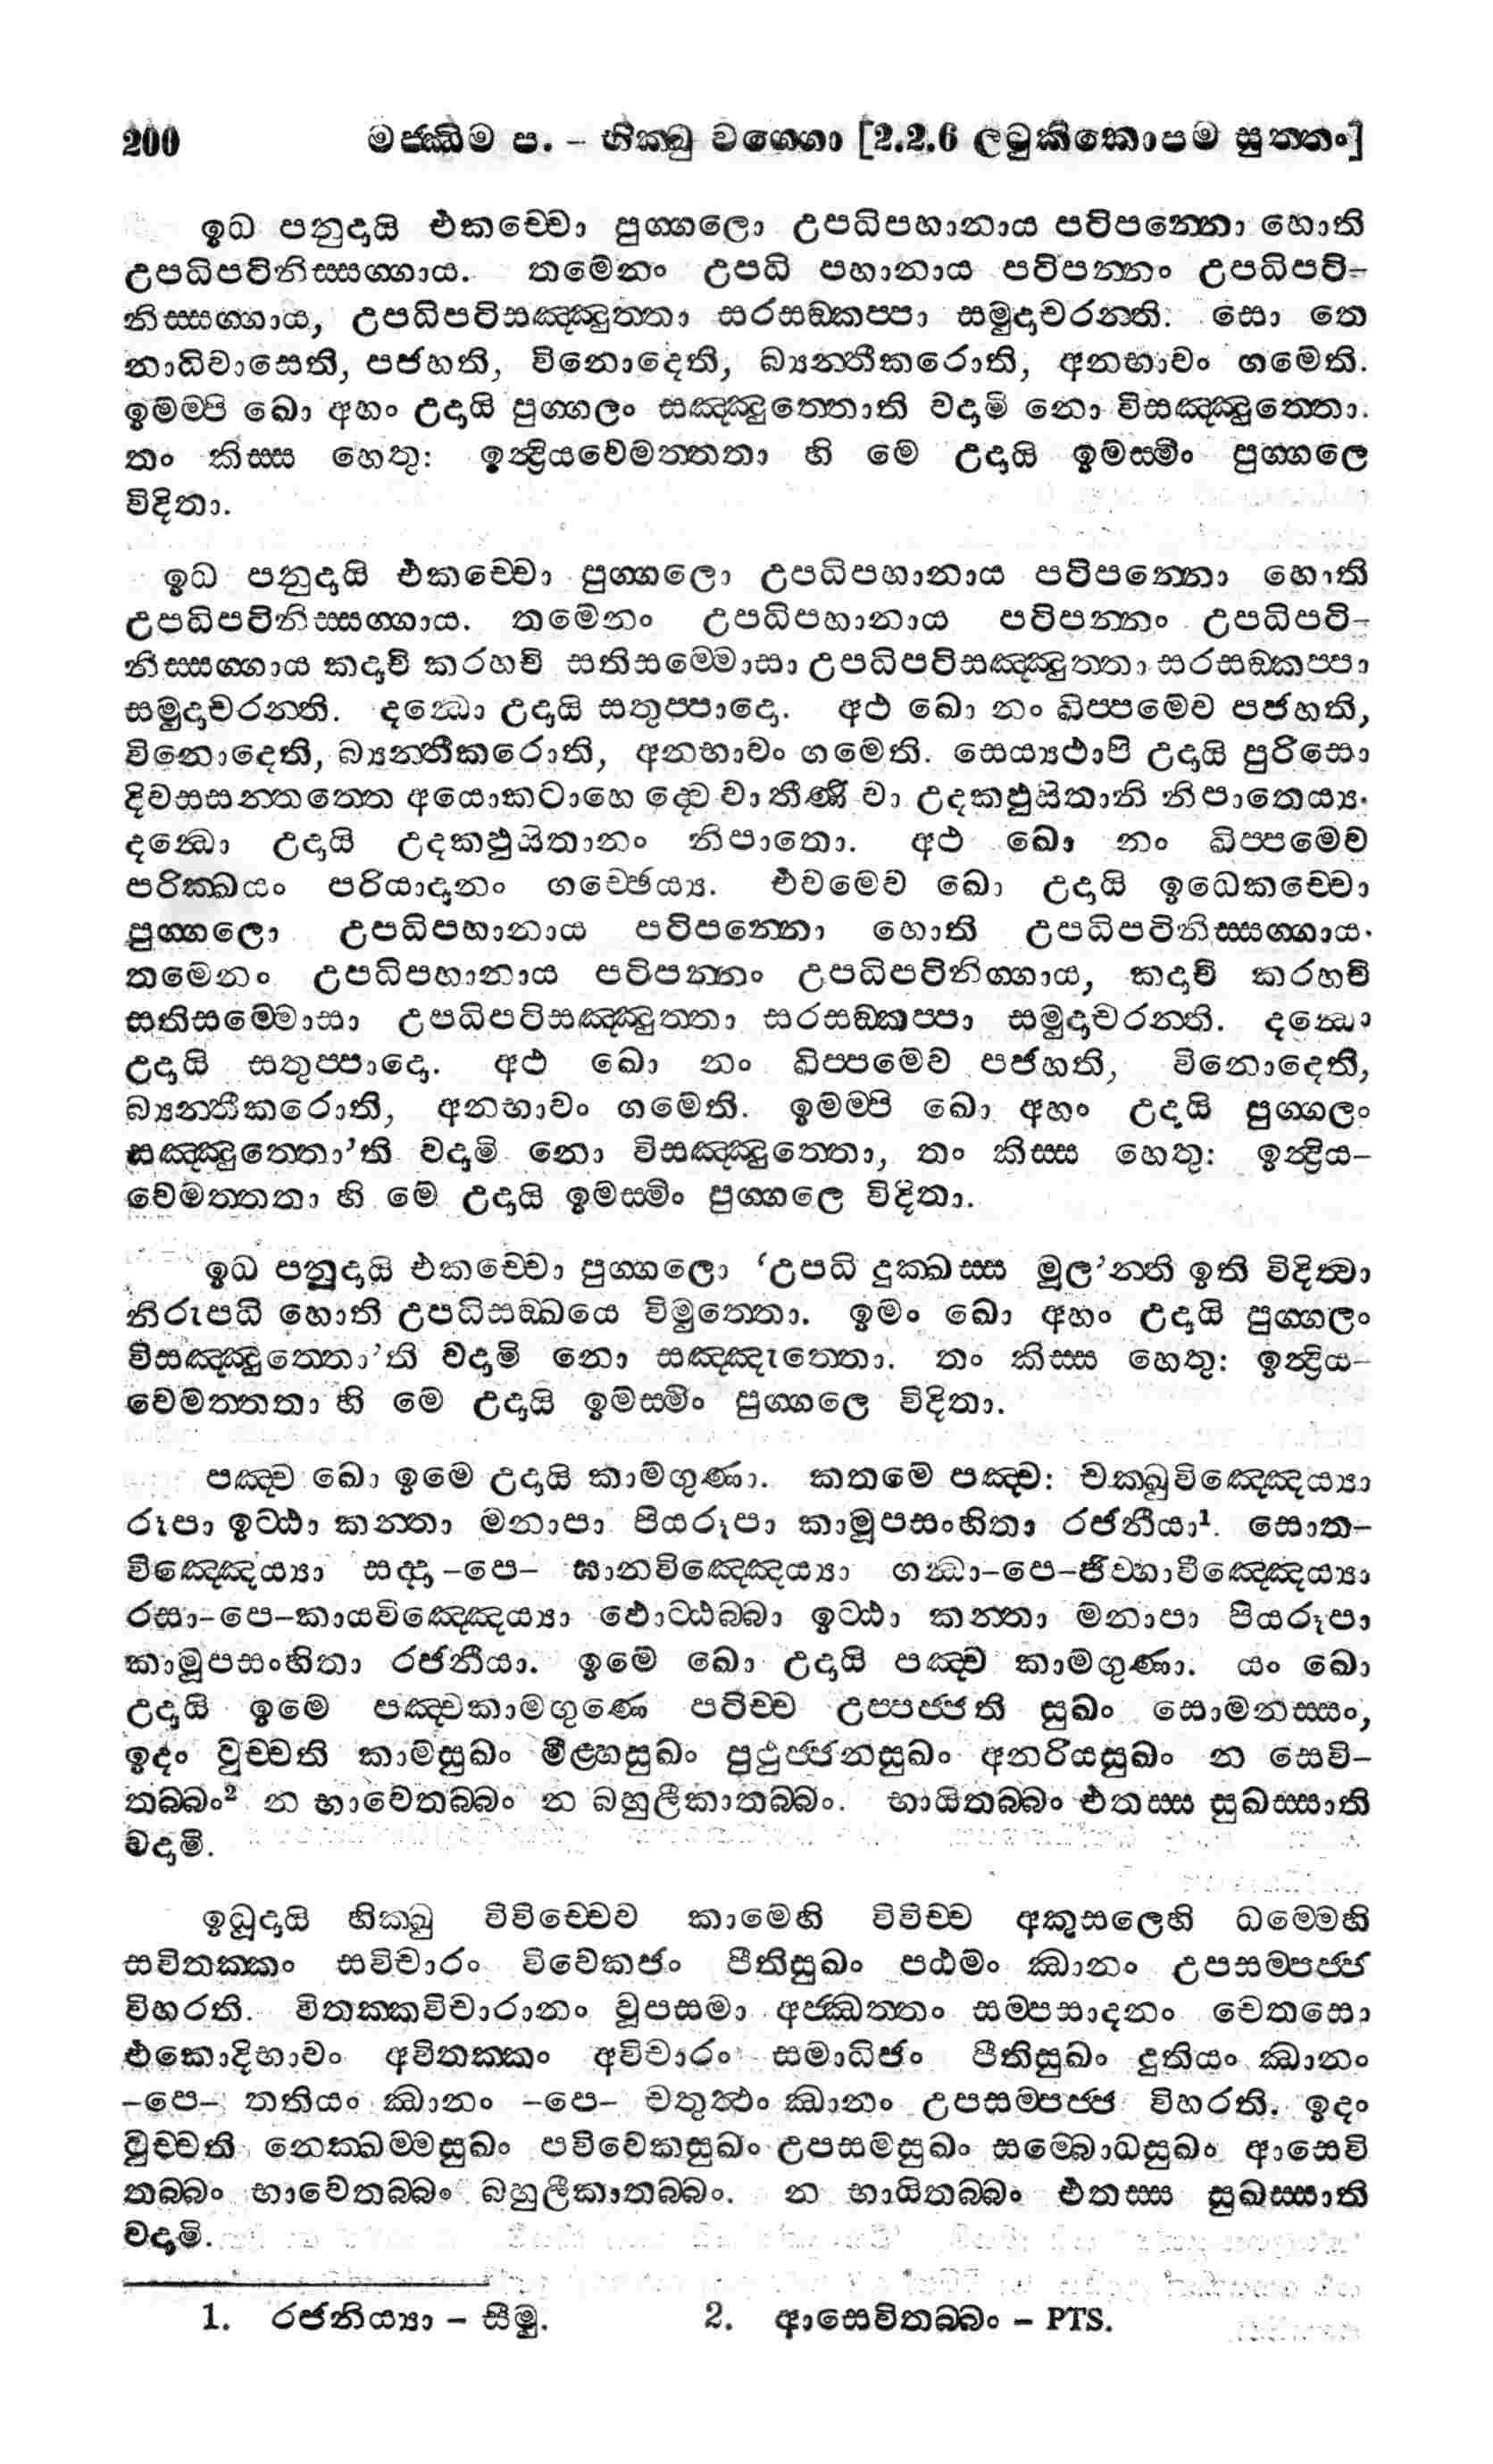 200 මජ්ඣිම ප. – භික්ඛු වග්ගො [2.2.6 ලටුකිකොපම සුත්තං]
ඉධ පනුදායි එකච්චො පුග්ගලො උපධිපහානාය පටිපන්නො හොති
උපධිපටිනිස්සග්ගාය. තමෙනං උපධි පහානාය පටිපන්නං උපධිපටි-
නිස්සග්ගාය, උපධිපටිසඤ්ඤුත්තා සරසඞ්කප්පා සමුදාචරන්ති. සො තෙ
නාධිවාසෙති, පජහති, විනොදෙති, බ්‍යන්තීකරොති, අනභාවං ගමෙති.
ඉමම්පි ඛො අහං උදායි පුග්ගලං සඤ්ඤුත්තොති වදාමි නො විසඤ්ඤුත්තො.
තං කිස්ස හෙතු: ඉන්ද්‍රියවෙමත්තතා හි මෙ උදායි ඉමස්මිං පුග්ගලෙ
විදිතා.
ඉධ පනුදායි එකච්චො පුග්ගලො උපධිපහානාය පටිපන්නො හොති
උපධිපටිනිස්සග්ගාය. තමෙනං උපධිපහානාය පටිපන්නං උපධිපටි-
නිස්සග්ගාය කදාචි කරහචි සතිසම්මොසා උපධිපටිසඤ්ඤුත්තා සරසඞ්කප්පා
සමුදාචරන්ති. දන්ධො උදායි සතුප්පාදො. අථ ඛො නං ඛිප්පමෙව පජහති,
විනොදෙති, බ්‍යන්තීකරොති, අනභාවං ගමෙති. සෙය්‍යථාපි උදායි පුරිසො
දිවසසන්තත්තෙ අයොකටාහෙ ද්වෙ වා තීණි වා උදකඵුසිතානි නිපාතෙය්‍ය.
දන්ධො උදායි උදකඵුසිතානං නිපාතො. අථ ඛො නං ඛිප්පමෙව
පරික්ඛයං පරියාදානං ගච්ඡෙය්‍ය. එවමෙව ඛො උදායි ඉධෙකච්චො
පුග්ගලො උපධිපහානාය පටිපන්නො හොති උපධිපටිනිස්සග්ගාය.
තමෙනං උපධිපහානාය පටිපන්නං උපධිපටිනිග්ගාය, කදාචි කරහචි
සතිසම්මොසා උපධිපටිසඤ්ඤුත්තා සරසඞ්කප්පා සමුදාචරන්ති. දන්ධො
උදායි සතුප්පාදො. අථ ඛො නං ඛිප්පමෙව පජහති, විනොදෙති,
බ්‍යන්තීකරොති, අනභාවං ගමෙති. ඉමම්පි ඛො අහං උදායි පුග්ගලං
සඤ්ඤුත්තො’ති වදාමි නො විසඤ්ඤුත්තො, තං කිස්ස හෙතු: ඉන්ද්‍රිය-
වෙමත්තතා හි මෙ උදායි ඉමස්මිං පුග්ගලෙ විදිතා.
ඉධ පනූදායි එකච්චො පුග්ගලො ‘උපධි දුක්ඛස්ස මූල’න්ති ඉති විදිත්වා
නිරුපධි හොති උපධිසඞ්ඛයෙ විමුත්තො. ඉමං ඛො අහං උදායි පුග්ගලං
විසඤ්ඤුත්තො’ති වදාමි නො සඤ්ඤුත්තො. තං කිස්ස හෙතු: ඉන්ද්‍රිය-
වෙමත්තතා හි මෙ උදායි ඉමස්මිං පුග්ගලෙ විදිතා.
පඤ්ච ඛො ඉමෙ උදායි කාමගුණා. කතමෙ පඤ්ච: චක්ඛුවිඤ්ඤෙය්‍යා
රූපා ඉට්ඨා කන්තා මනාපා පියරූපා කාමූපසංහිතා රජනීයා¹. සොත-
විඤ්ඤෙය්‍යා සද්දා –පෙ– ඝානවිඤ්ඤෙය්‍යා ගන්ධා–පෙ–ජිව්හාවිඤ්ඤෙය්‍යා
රසා–පෙ–කායවිඤ්ඤෙය්‍යා ඵොට්ඨබ්බා ඉට්ඨා කන්තා මනාපා පියරූපා
කාමූපසංහිතා රජනීයා. ඉමෙ ඛො උදායි පඤ්ච කාමගුණා. යං ඛො
උදායි ඉමෙ පඤ්චකාමගුණෙ පටිච්ච උප්පජ්ජති සුඛං සොමනස්සං,
ඉදං වුච්චති කාමසුඛං මීළ්හසුඛං පුථුජ්ජනසුඛං අනරියසුඛං න සෙවි-
තබ්බං² න භාවෙතබ්බං න බහුලීකාතබ්බං. භායිතබ්බං එතස්ස සුඛස්සාති
වදාමි.
ඉධූදායි භික්ඛු විවිච්චෙව කාමෙහි විවිච්ච අකුසලෙහි ධම්මෙහි
සවිතක්කං සවිචාරං විවෙකජං පීතිසුඛං පඨමං ඣානං උපසම්පජ්ජ
විහරති. විතක්කවිචාරානං වූපසමා අජ්ඣත්තං සම්පසාදනං චෙතසො
එකොදිභාවං අවිතක්කං අවිචාරං සමාධිජං පීතිසුඛං දුතියං ඣානං
–පෙ– තතියං ඣානං –පෙ– චතුත්ථං ඣානං උපසම්පජ්ජ විහරති. ඉදං
වුච්චති නෙක්ඛම්මසුඛං පවිවෙකසුඛං උපසමසුඛං සම්බොධසුඛං ආසෙවි
තබ්බං භාවෙතබ්බං බහුලීකාතබ්බං. න භායිතබ්බං එතස්ස සුඛස්සාති
වදාමි.
1. රජනිය්‍යා – සීමු. 2. ආසෙවිතබ්බං – PTS.